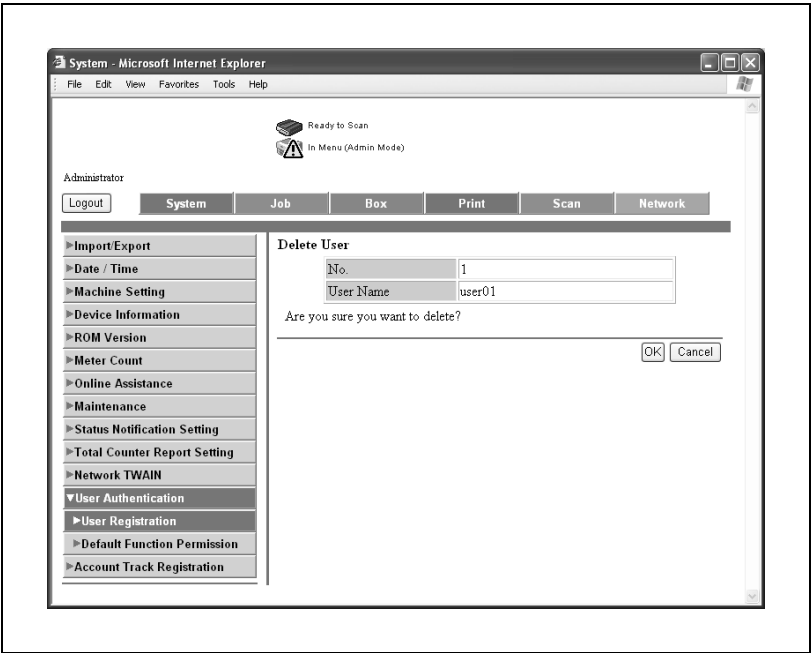 System - Microsoft Internet Explorer
File Edit View Favorites Tools Help
Ready to Scan
In Menu (Admin Mode)
Administrator
Logout System Job Box Print Scan Network
Import/Export
Date / Time
Machine Setting
Device Information
ROM Version
Meter Count
Online Assistance
Maintenance
Status Notification Setting
Total Counter Report Setting
Network TWAIN
User Authentication
User Registration
Default Function Permission
Account Track Registration
Delete User
No. 1
User Name user01
Are you sure you want to delete?
OK Cancel